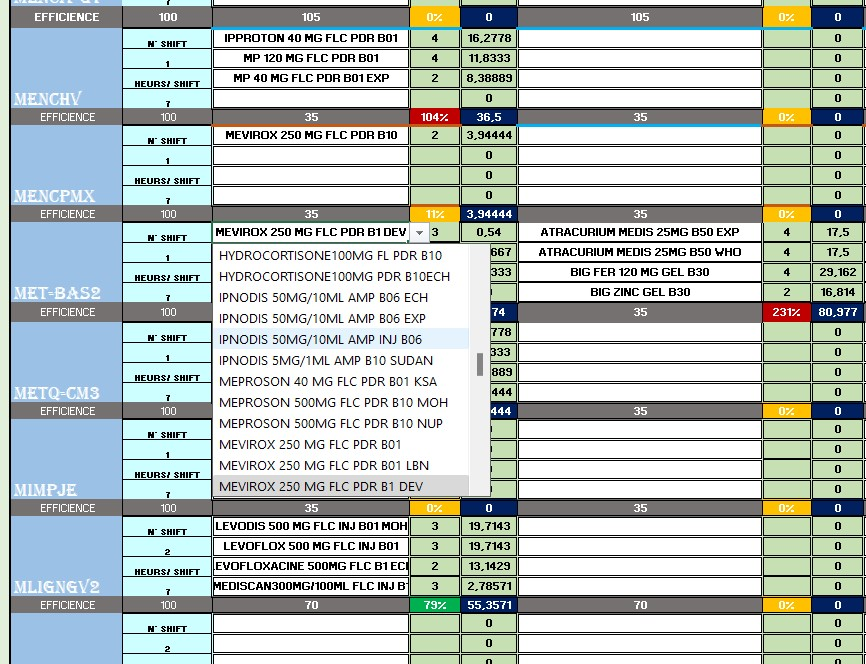 EFFICIENCE 100 105 0% 0 105 0% 0
N° SHIFT IPPROTON 40 MG FLC PDR B01 4 16,2778 0
1 MP 120 MG FLC PDR B01 4 11,8333 0
HEURS/ SHIFT MP 40 MG FLC PDR B01 EXP 2 8,38889 0
MENCHV 7 0 0
EFFICIENCE 100 35 104% 36,5 35 0% 0
N° SHIFT MEVIROX 250 MG FLC PDR B10 2 3,94444 0
1 0 0
HEURS/ SHIFT 0 0
MENCPMX 7 0 0
EFFICIENCE 100 35 11% 3,94444 35 0% 0
N° SHIFT MEVIROX 250 MG FLC PDR B1 DEV 3 0,54 ATRACURIUM MEDIS 25MG B50 EXP 4 17,5
1 667 ATRACURIUM MEDIS 25MG B50 WHO 4 17,5
HEURS/ SHIFT 333 BIG FER 120 MG GEL B30 4 29,162
MET-BAS2 7 BIG ZINC GEL B30 2 16,814
EFFICIENCE 100 74 35 231% 80,977
N° SHIFT 778 0
1 333 0
HEURS/ SHIFT 889 0
METQ-CM3 7 444 0
EFFICIENCE 100 444 35 0% 0
N° SHIFT 0
1 0
HEURS/ SHIFT 0
MIMPJE 7 0
HYDROCORTISONE100MG FL PDR B10
HYDROCORTISONE100MG PDR B10ECH
IPNODIS 50MG/10ML AMP B06 ECH
IPNODIS 50MG/10ML AMP B06 EXP
IPNODIS 50MG/10ML AMP INJ B06
IPNODIS 5MG/1ML AMP B10 SUDAN
MEPROSON 40 MG FLC PDR B01 KSA
MEPROSON 500MG FLC PDR B10 MOH
MEPROSON 500MG FLC PDR B10 NUP
MEVIROX 250 MG FLC PDR B01
MEVIROX 250 MG FLC PDR B01 LBN
MEVIROX 250 MG FLC PDR B1 DEV
EFFICIENCE 100 35 0% 0 35 0% 0
N° SHIFT LEVODIS 500 MG FLC INJ B01 MOH 3 19,7143 0
2 LEVOFLOX 500 MG FLC INJ B01 3 19,7143 0
HEURS/ SHIFT EVOFLOXACINE 500MG FLC B1 EC 2 13,1429 0
MLIGNGV2 7 MEDISCAN300MG/100ML FLC INJ B 3 2,78571 0
EFFICIENCE 100 70 79% 55,3571 70 0% 0
N° SHIFT 0 0
2 0 0